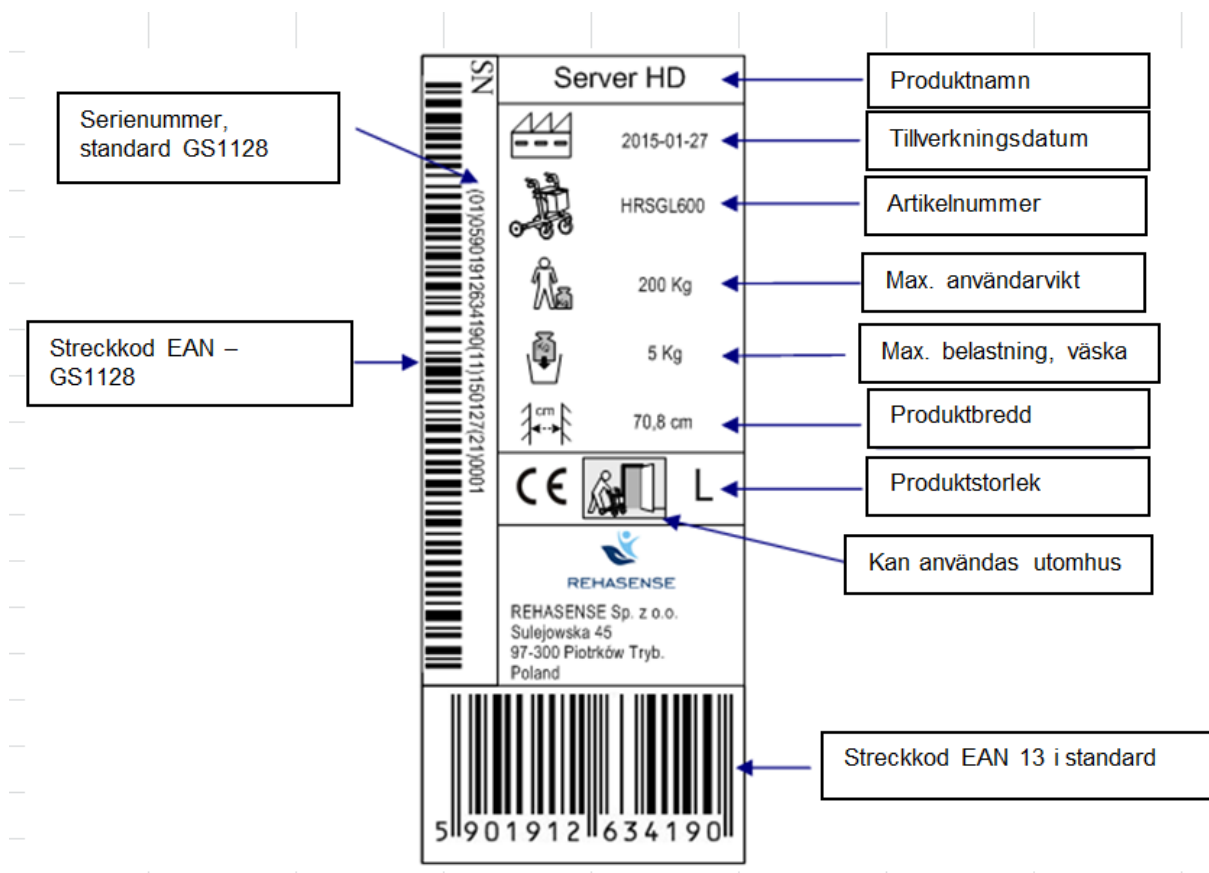 Serienummer,
standard GS1128
Streckkod EAN –
GS1128
SN
(01)05901912634190(11)150127(21)0001
Server HD
2015-01-27
HRSGL600
200 Kg
KG
KG
5 Kg
cm
70,8 cm
CE
L
REHASENSE
REHASENSE Sp. z o.o.
Sulejowska 45
97-300 Piotrków Tryb.
Poland
5 901912 634190
Produktnamn
Tillverkningsdatum
Artikelnummer
Max. användarvikt
Max. belastning, väska
Produktbredd
Produktstorlek
Kan användas utomhus
Streckkod EAN 13 i standard